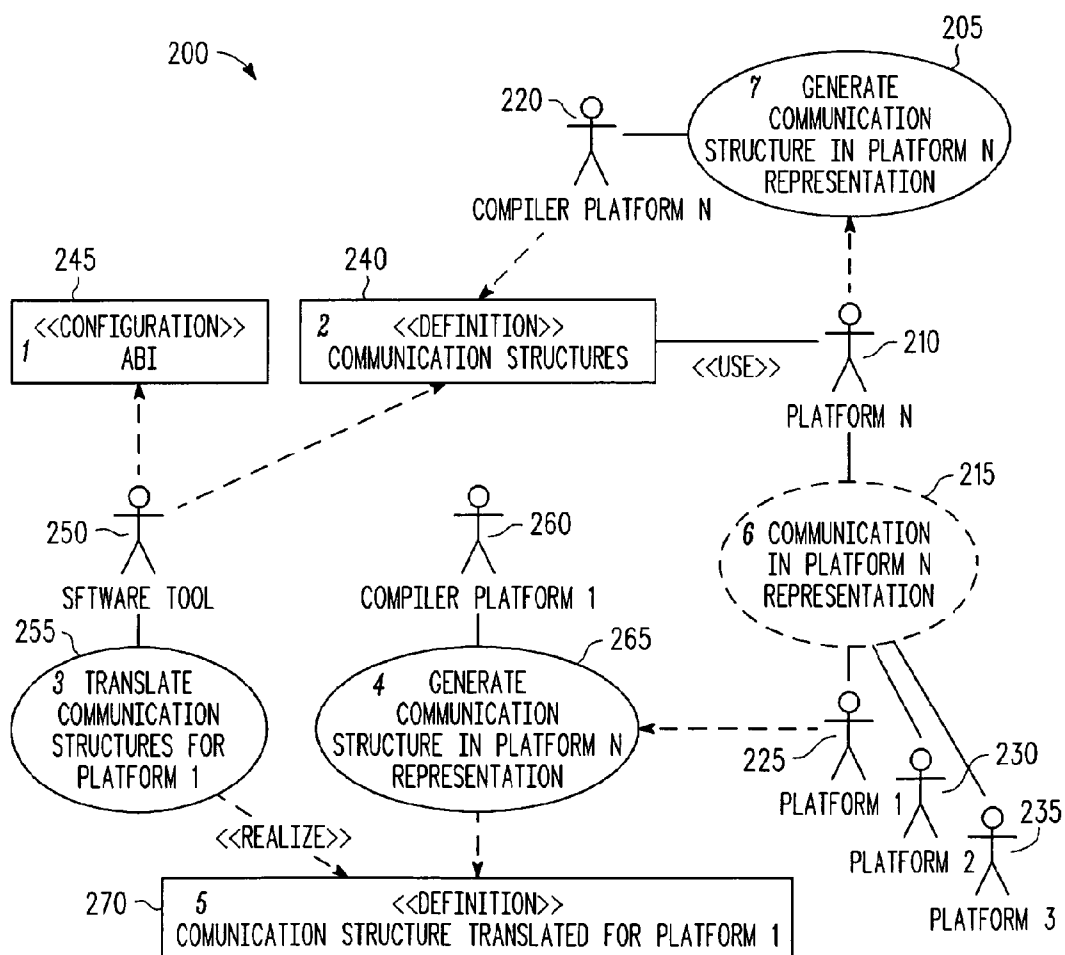 200
205
7 GENERATE
COMMUNICATION
STRUCTURE IN PLATFORM N
REPRESENTATION
220
COMPILER PLATFORM N
245
<<CONFIGURATION>>
1 ABI
240
2 <<DEFINITION>>
COMMUNICATION STRUCTURES
<<USE>>
210
PLATFORM N
215
6 COMMUNICATION
IN PLATFORM N
REPRESENTATION
250
SFTWARE TOOL
260
COMPILER PLATFORM 1
255
3 TRANSLATE
COMMUNICATION
STRUCTURES FOR
PLATFORM 1
265
4 GENERATE
COMMUNICATION
STRUCTURE IN PLATFORM N
REPRESENTATION
225
PLATFORM 1
230
PLATFORM 2
235
PLATFORM 3
<<REALIZE>>
270
5 <<DEFINITION>>
COMUNICATION STRUCTURE TRANSLATED FOR PLATFORM 1